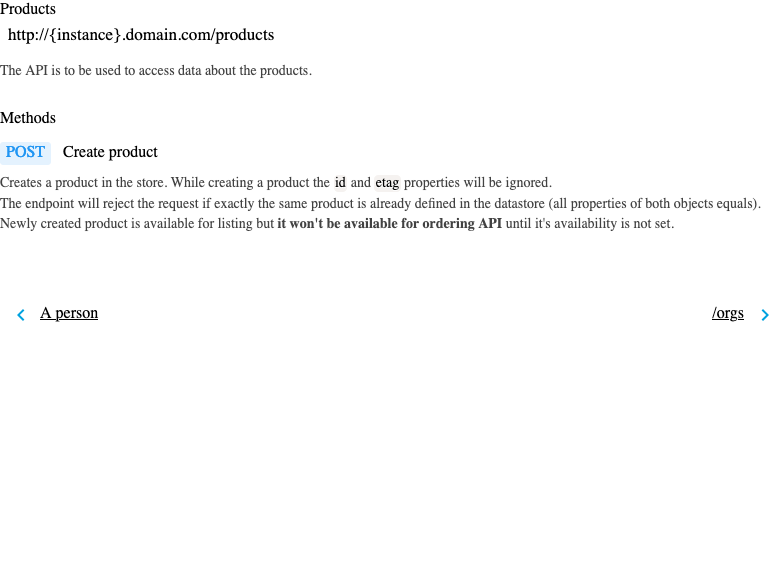 Products
http://{instance}.domain.com/products
The API is to be used to access data about the products.
Methods
POST Create product
Creates a product in the store. While creating a product the id and etag properties will be ignored.
The endpoint will reject the request if exactly the same product is already defined in the datastore (all properties of both objects equals).
Newly created product is available for listing but it won't be available for ordering API until it's availability is not set.
A person /orgs